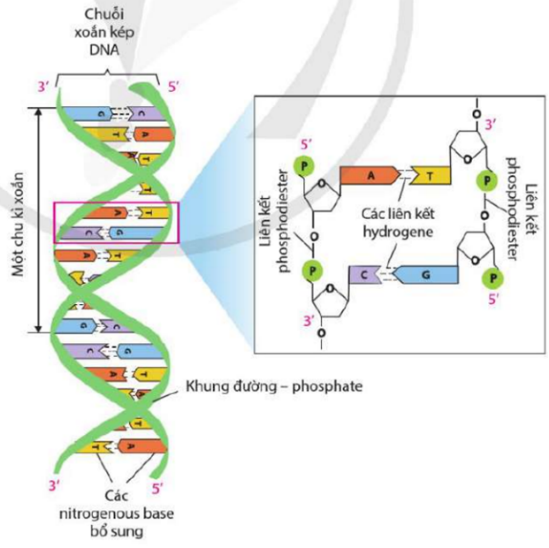 Chuỗi
xoắn kép
DNA
3'
5'
G
C
T
A
T
A
T
C
G
A
T
G
C
C
G
A
T
A
T
T
A
Một chu kì xoắn
3'
5'
Các
nitrogenous base
bổ sung
Khung đường – phosphate
5'
P
A
T
O
3'
P
O
O
P
C
G
P
5'
3'
O
O
Liên kết
phosphodiester
Các liên kết
hydrogene
Liên kết
phosphodiester